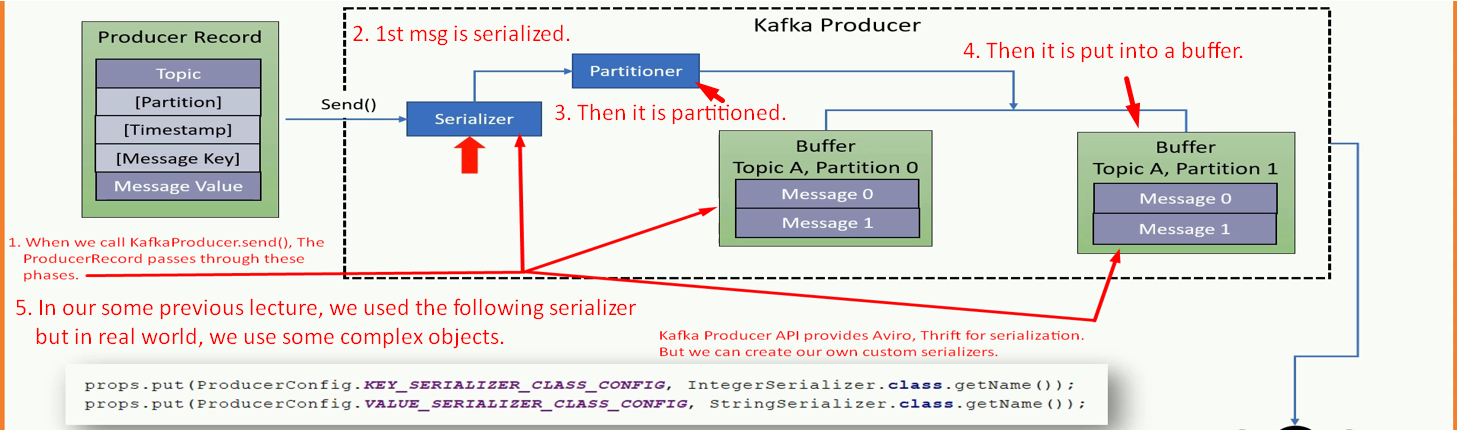 Kafka Producer
Producer Record
Topic
[Partition]
[Timestamp]
[Message Key]
Message Value
Send()
2. 1st msg is serialized.
Serializer
Partitioner
3. Then it is partitioned.
4. Then it is put into a buffer.
Buffer
Topic A, Partition 0
Message 0
Message 1
Buffer
Topic A, Partition 1
Message 0
Message 1
1. When we call KafkaProducer.send(), The
ProducerRecord passes through these
phases.
5. In our some previous lecture, we used the following serializer
but in real world, we use some complex objects.
Kafka Producer API provides Aviro, Thrift for serialization.
But we can create our own custom serializers.
props.put(ProducerConfig.KEY_SERIALIZER_CLASS_CONFIG, IntegerSerializer.class.getName());
props.put(ProducerConfig.VALUE_SERIALIZER_CLASS_CONFIG, StringSerializer.class.getName());